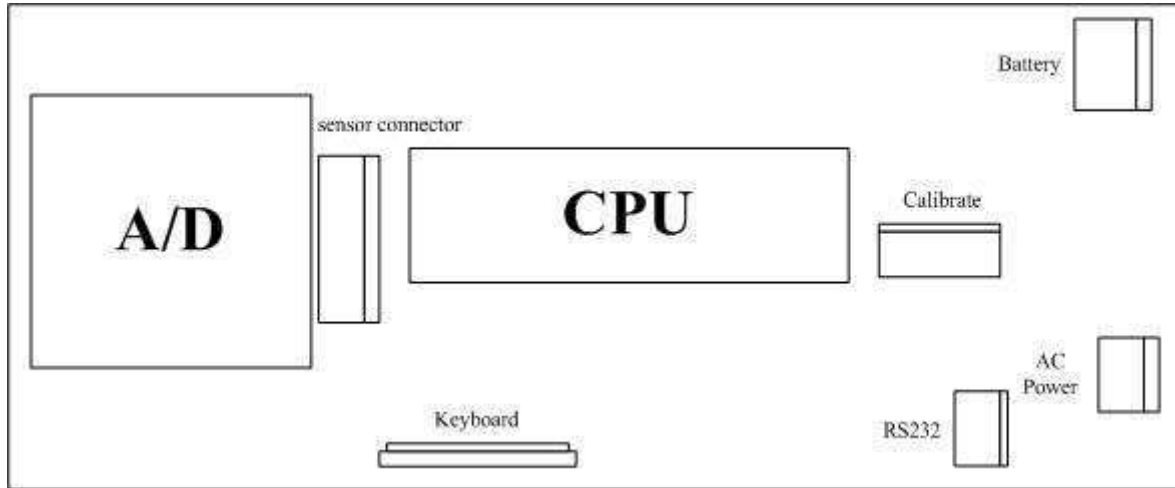 Battery
sensor connector
A/D
CPU
Calibrate
AC
Power
Keyboard
RS232